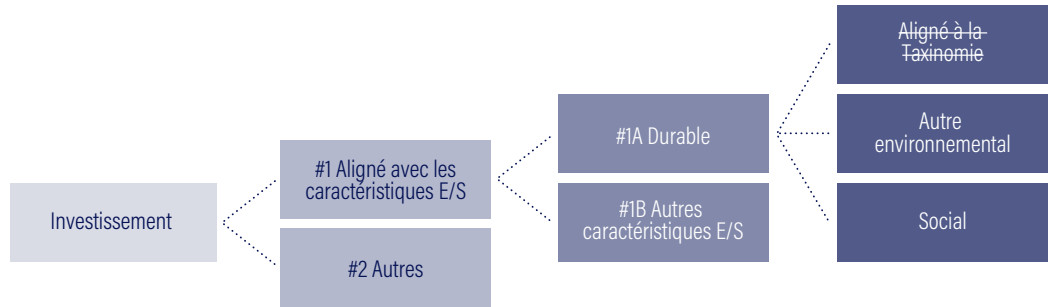 Investissement
#1 Aligné avec les
caractéristiques E/S
#2 Autres
#1A Durable
#1B Autres
caractéristiques E/S
Aligné à la
Taxinomie
Autre
environnemental
Social